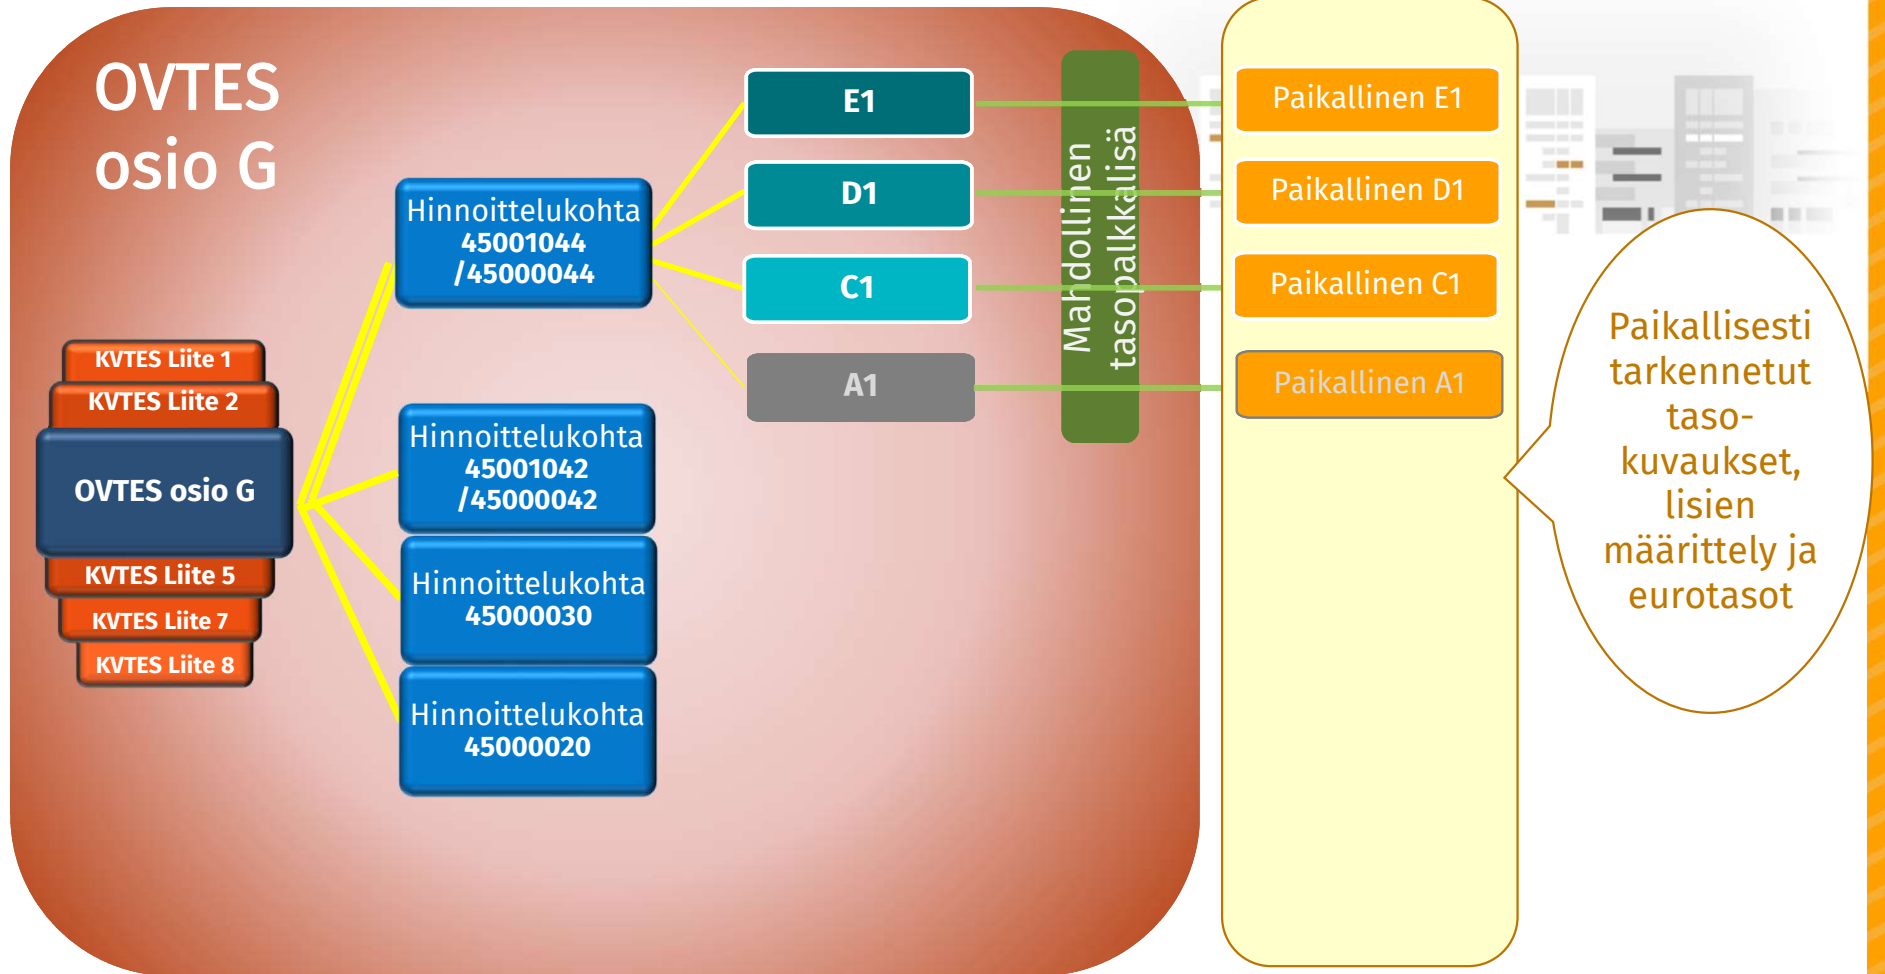 OVTES
osio G
KVTES Liite 1
KVTES Liite 2
OVTES osio G
KVTES Liite 5
KVTES Liite 7
KVTES Liite 8
Hinnoittelukohta
45001044
/45000044
Hinnoittelukohta
45001042
/45000042
Hinnoittelukohta
45000030
Hinnoittelukohta
45000020
E1
D1
C1
A1
Mahdollinen
tasopalkkalisä
Paikallinen E1
Paikallinen D1
Paikallinen C1
Paikallinen A1
Paikallisesti
tarkennetut
taso-
kuvaukset,
lisien
määrittely ja
eurotasot